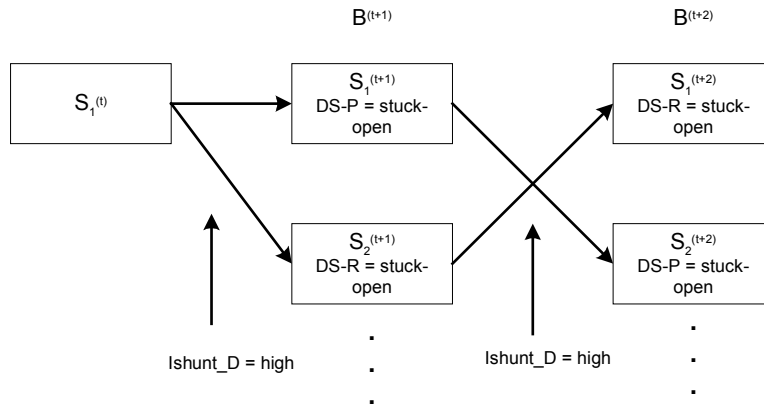 B(t+1)
B(t+2)
S1(t)
S1(t+1)
DS-P = stuck-
open
S1(t+2)
DS-R = stuck-
open
S2(t+1)
DS-R = stuck-
open
S2(t+2)
DS-P = stuck-
open
Ishunt_D = high
Ishunt_D = high